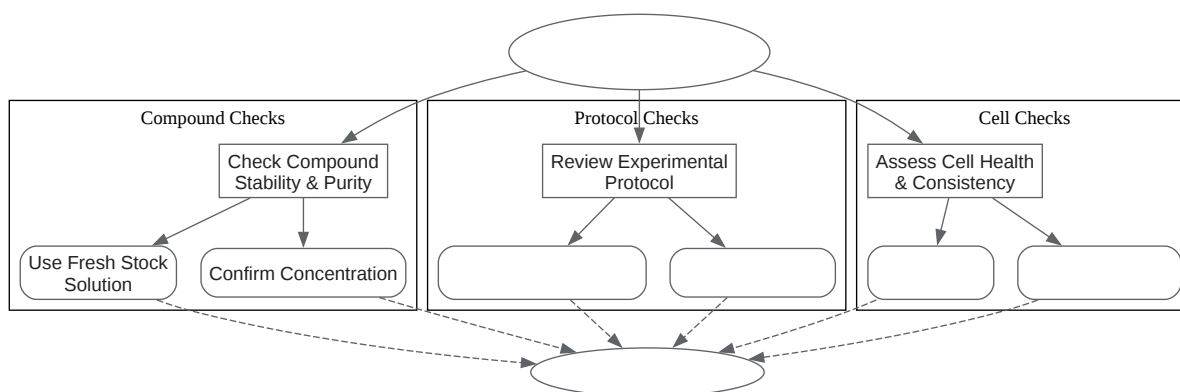 Compound Checks
Protocol Checks
Cell Checks
Check Compound
Stability & Purity
Review Experimental
Protocol
Assess Cell Health
& Consistency
Use Fresh Stock
Solution
Confirm Concentration